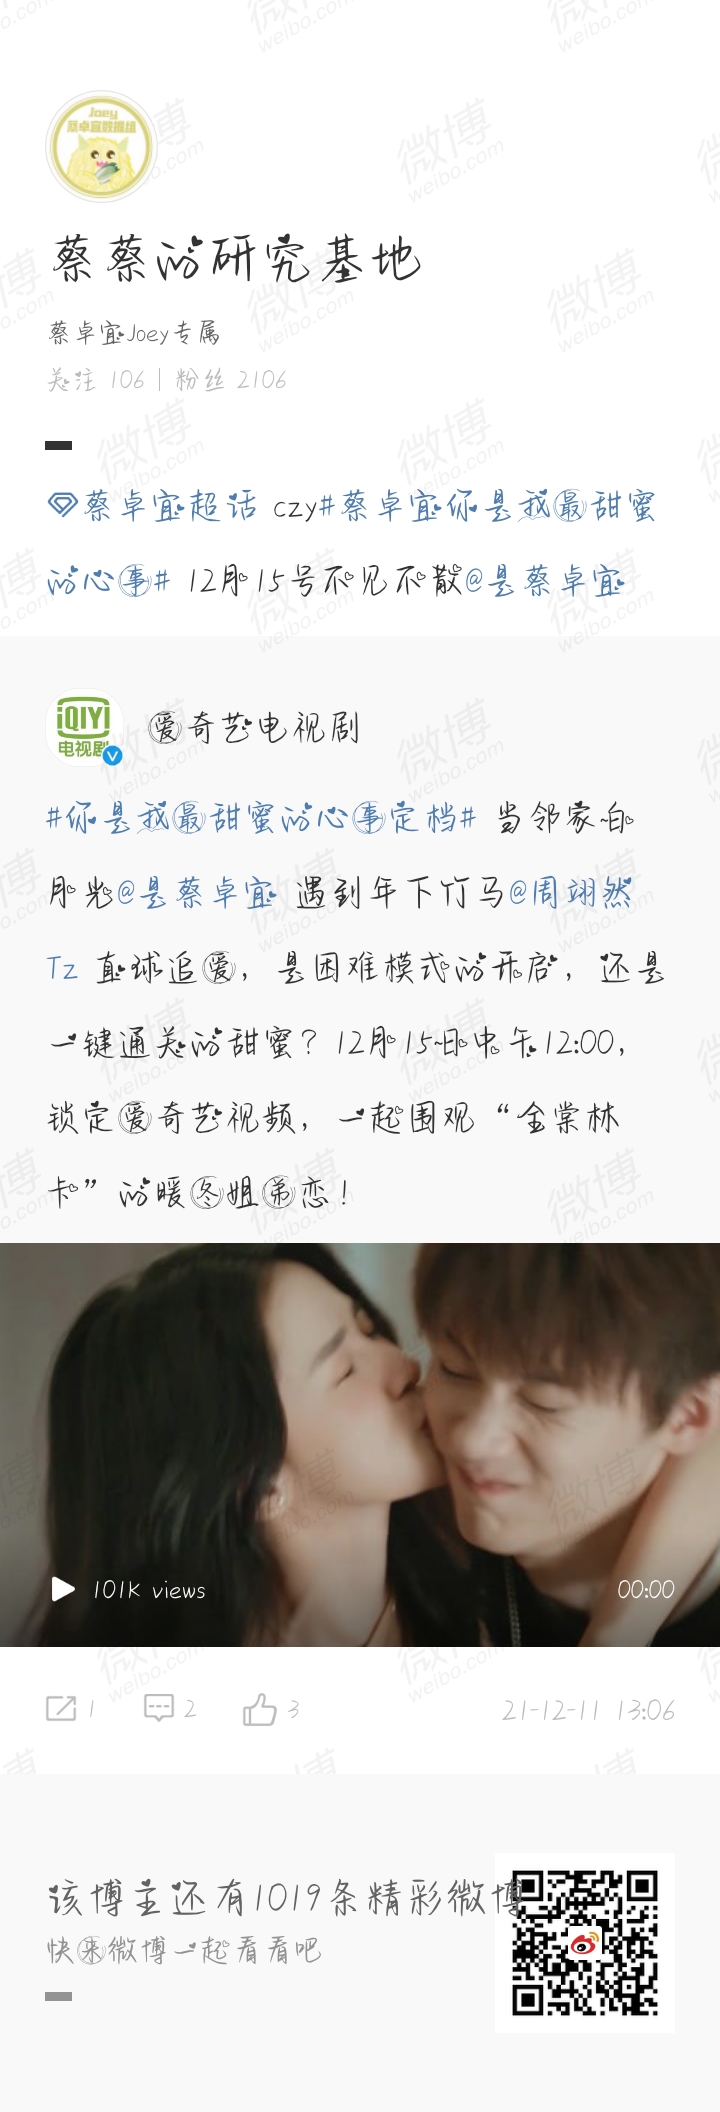 Joey
蔡卓宜数据组
蔡蔡的研究基地
蔡卓宜Joey专属
关注 106 | 粉丝 2106
蔡卓宜超话 czy#蔡卓宜你是我最甜蜜
的心事# 12月15号不见不散@是蔡卓宜
iQIYI
电视剧
爱奇艺电视剧
#你是我最甜蜜的心事定档# 当邻家白
月光@是蔡卓宜 遇到年下竹马@周翊然
Tz 直球追爱，是困难模式的开启，还是
一键通关的甜蜜？12月15日中午12:00，
锁定爱奇艺视频，一起围观“金棠林
卡”的暖冬姐弟恋！
101K views
00:00
1
2
3
21-12-11 13:06
该博主还有1019条精彩微博
快来微博一起看看吧
微博
weibo.com